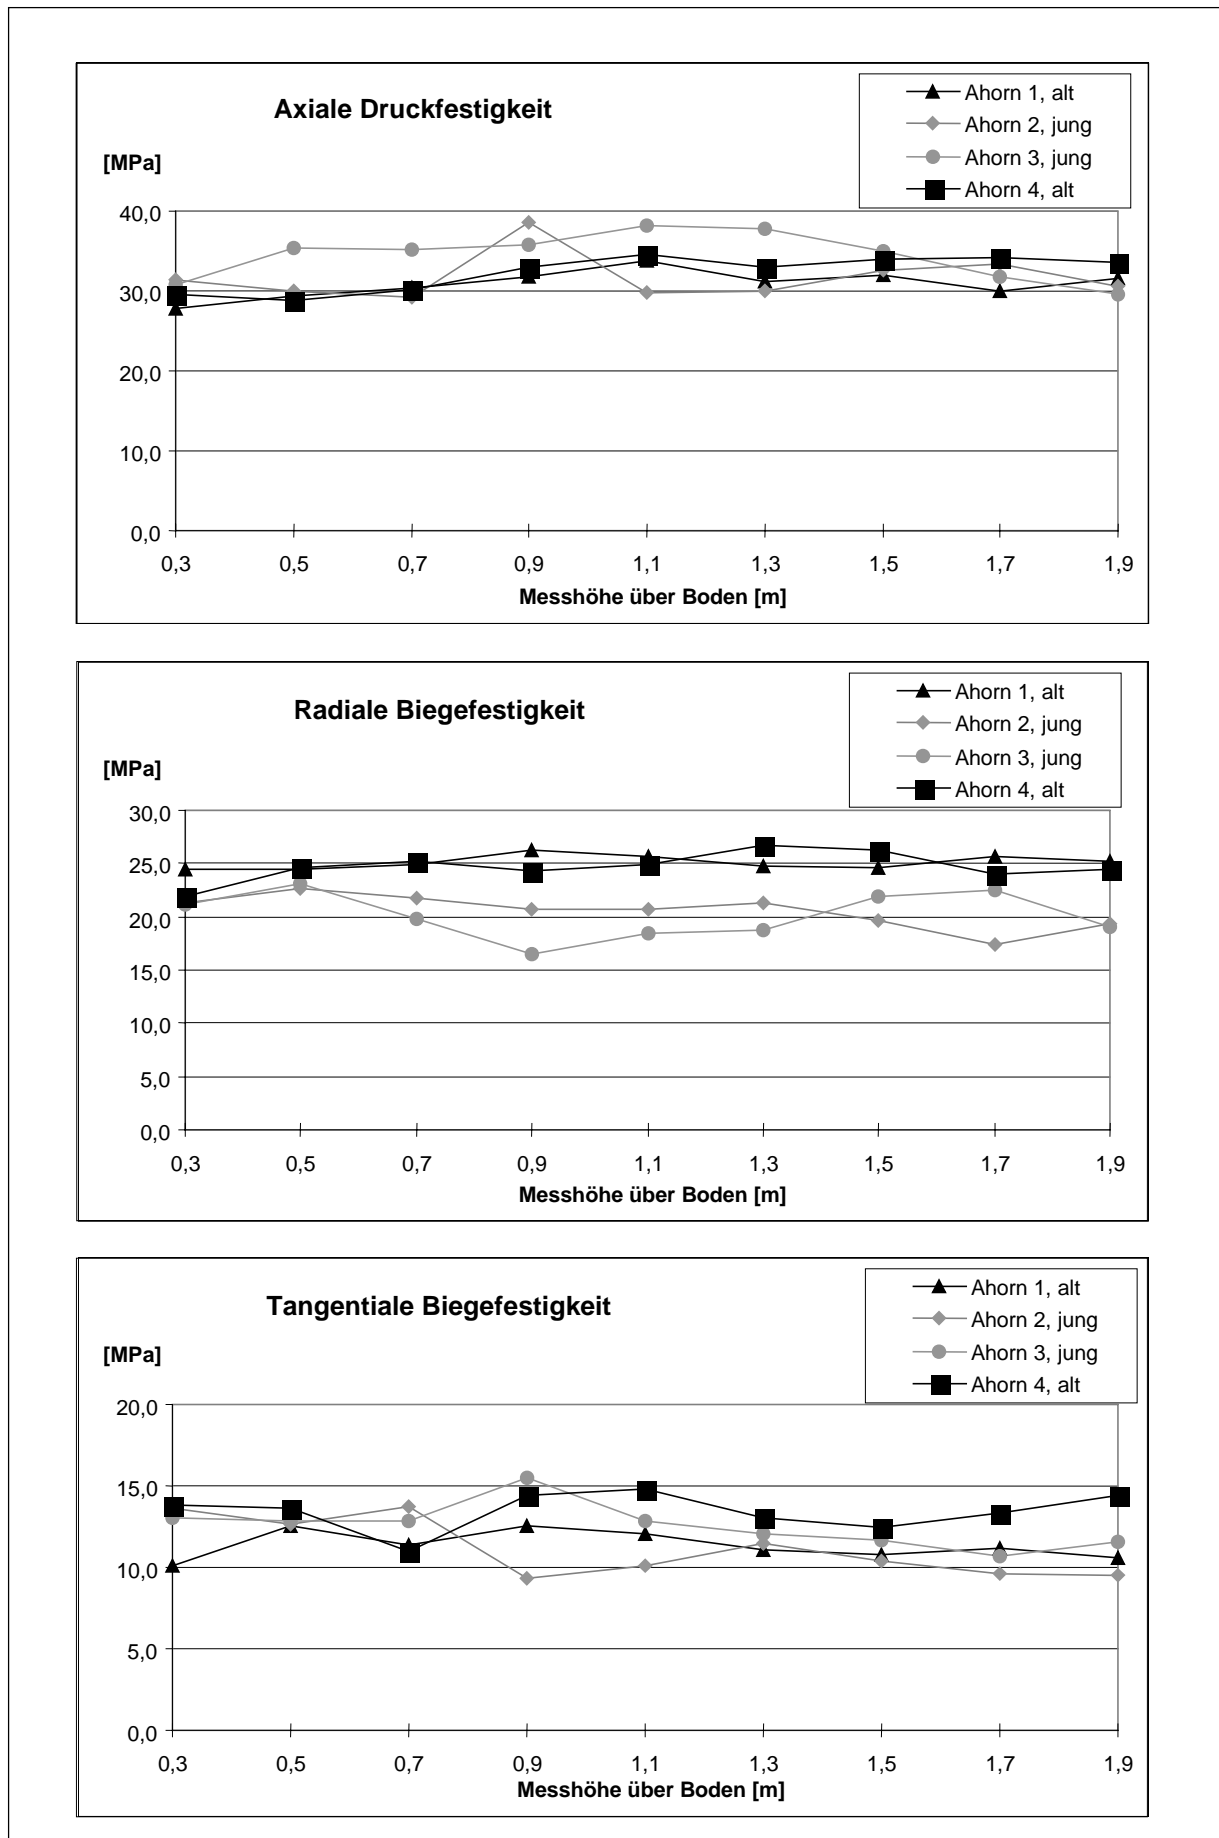 Axiale Druckfestigkeit
[MPa]
Ahorn 1, alt
Ahorn 2, jung
Ahorn 3, jung
Ahorn 4, alt
40,0
30,0
20,0
10,0
0,0
0,3 0,5 0,7 0,9 1,1 1,3 1,5 1,7 1,9
Messhöhe über Boden [m]
Radiale Biegefestigkeit
[MPa]
Ahorn 1, alt
Ahorn 2, jung
Ahorn 3, jung
Ahorn 4, alt
30,0
25,0
20,0
15,0
10,0
5,0
0,0
0,3 0,5 0,7 0,9 1,1 1,3 1,5 1,7 1,9
Messhöhe über Boden [m]
Tangentiale Biegefestigkeit
[MPa]
Ahorn 1, alt
Ahorn 2, jung
Ahorn 3, jung
Ahorn 4, alt
20,0
15,0
10,0
5,0
0,0
0,3 0,5 0,7 0,9 1,1 1,3 1,5 1,7 1,9
Messhöhe über Boden [m]